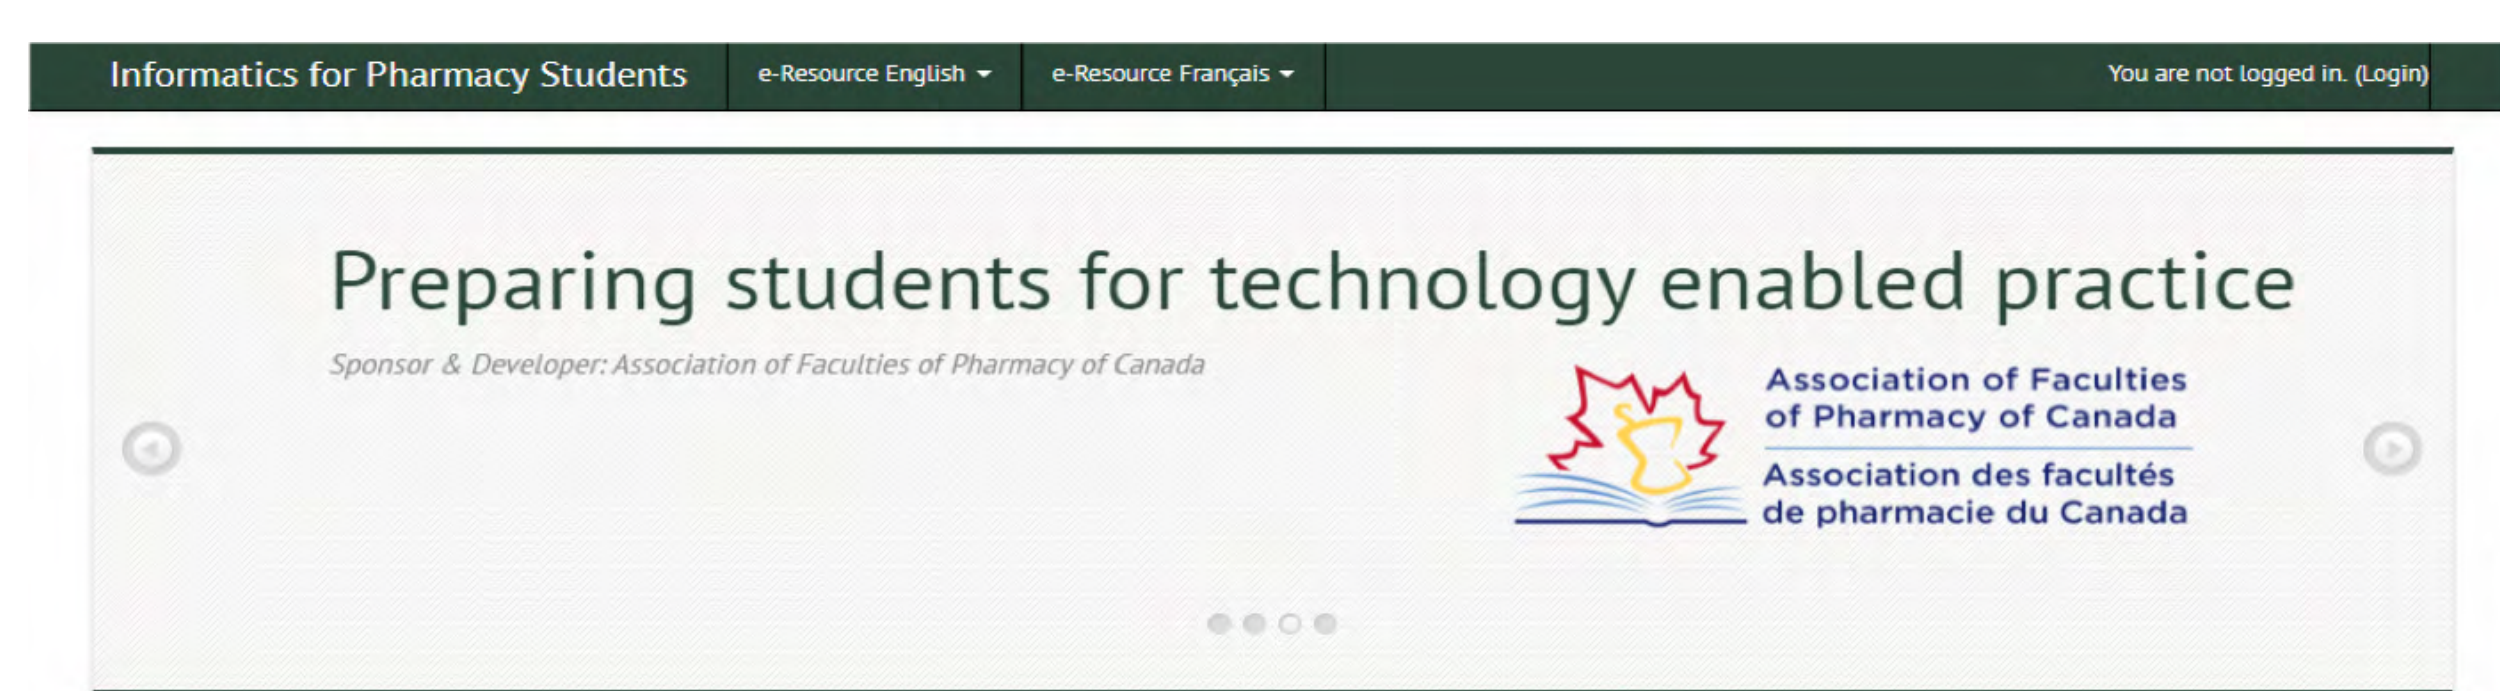 Informatics for Pharmacy Students
e-Resource English
e-Resource Français
You are not logged in. (Login)
Preparing students for technology enabled practice
Sponsor & Developer: Association of Faculties of Pharmacy of Canada
Association of Faculties
of Pharmacy of Canada
Association des facultés
de pharmacie du Canada